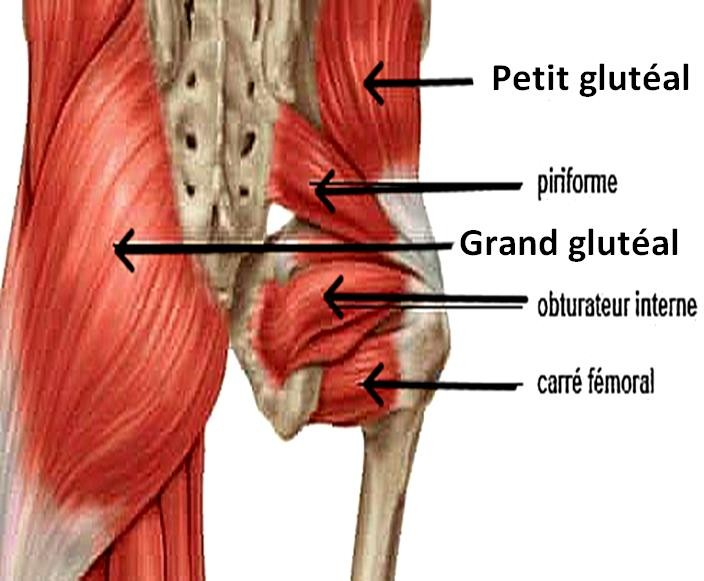 Petit glutéal
piriforme
Grand glutéal
obturateur interne
carré fémoral